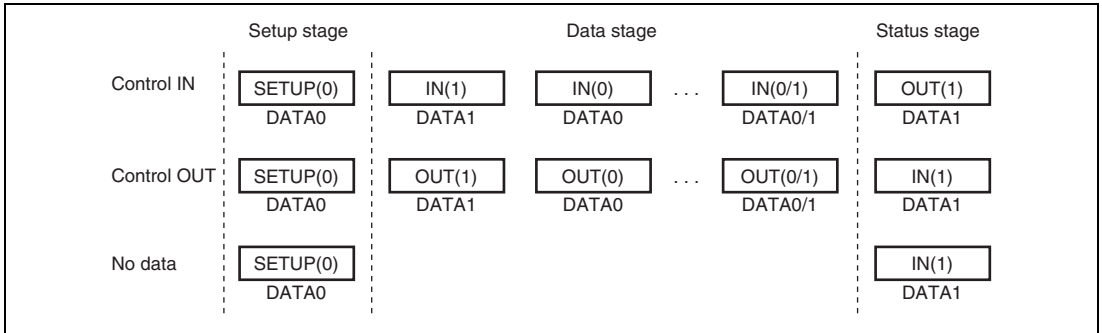 Setup stage Data stage Status stage
Control IN SETUP(0) IN(1) IN(0) . . . IN(0/1) OUT(1)
DATA0 DATA1 DATA0 DATA0/1 DATA1
Control OUT SETUP(0) OUT(1) OUT(0) . . . OUT(0/1) IN(1)
DATA0 DATA1 DATA0 DATA0/1 DATA1
No data SETUP(0) IN(1)
DATA0 DATA1